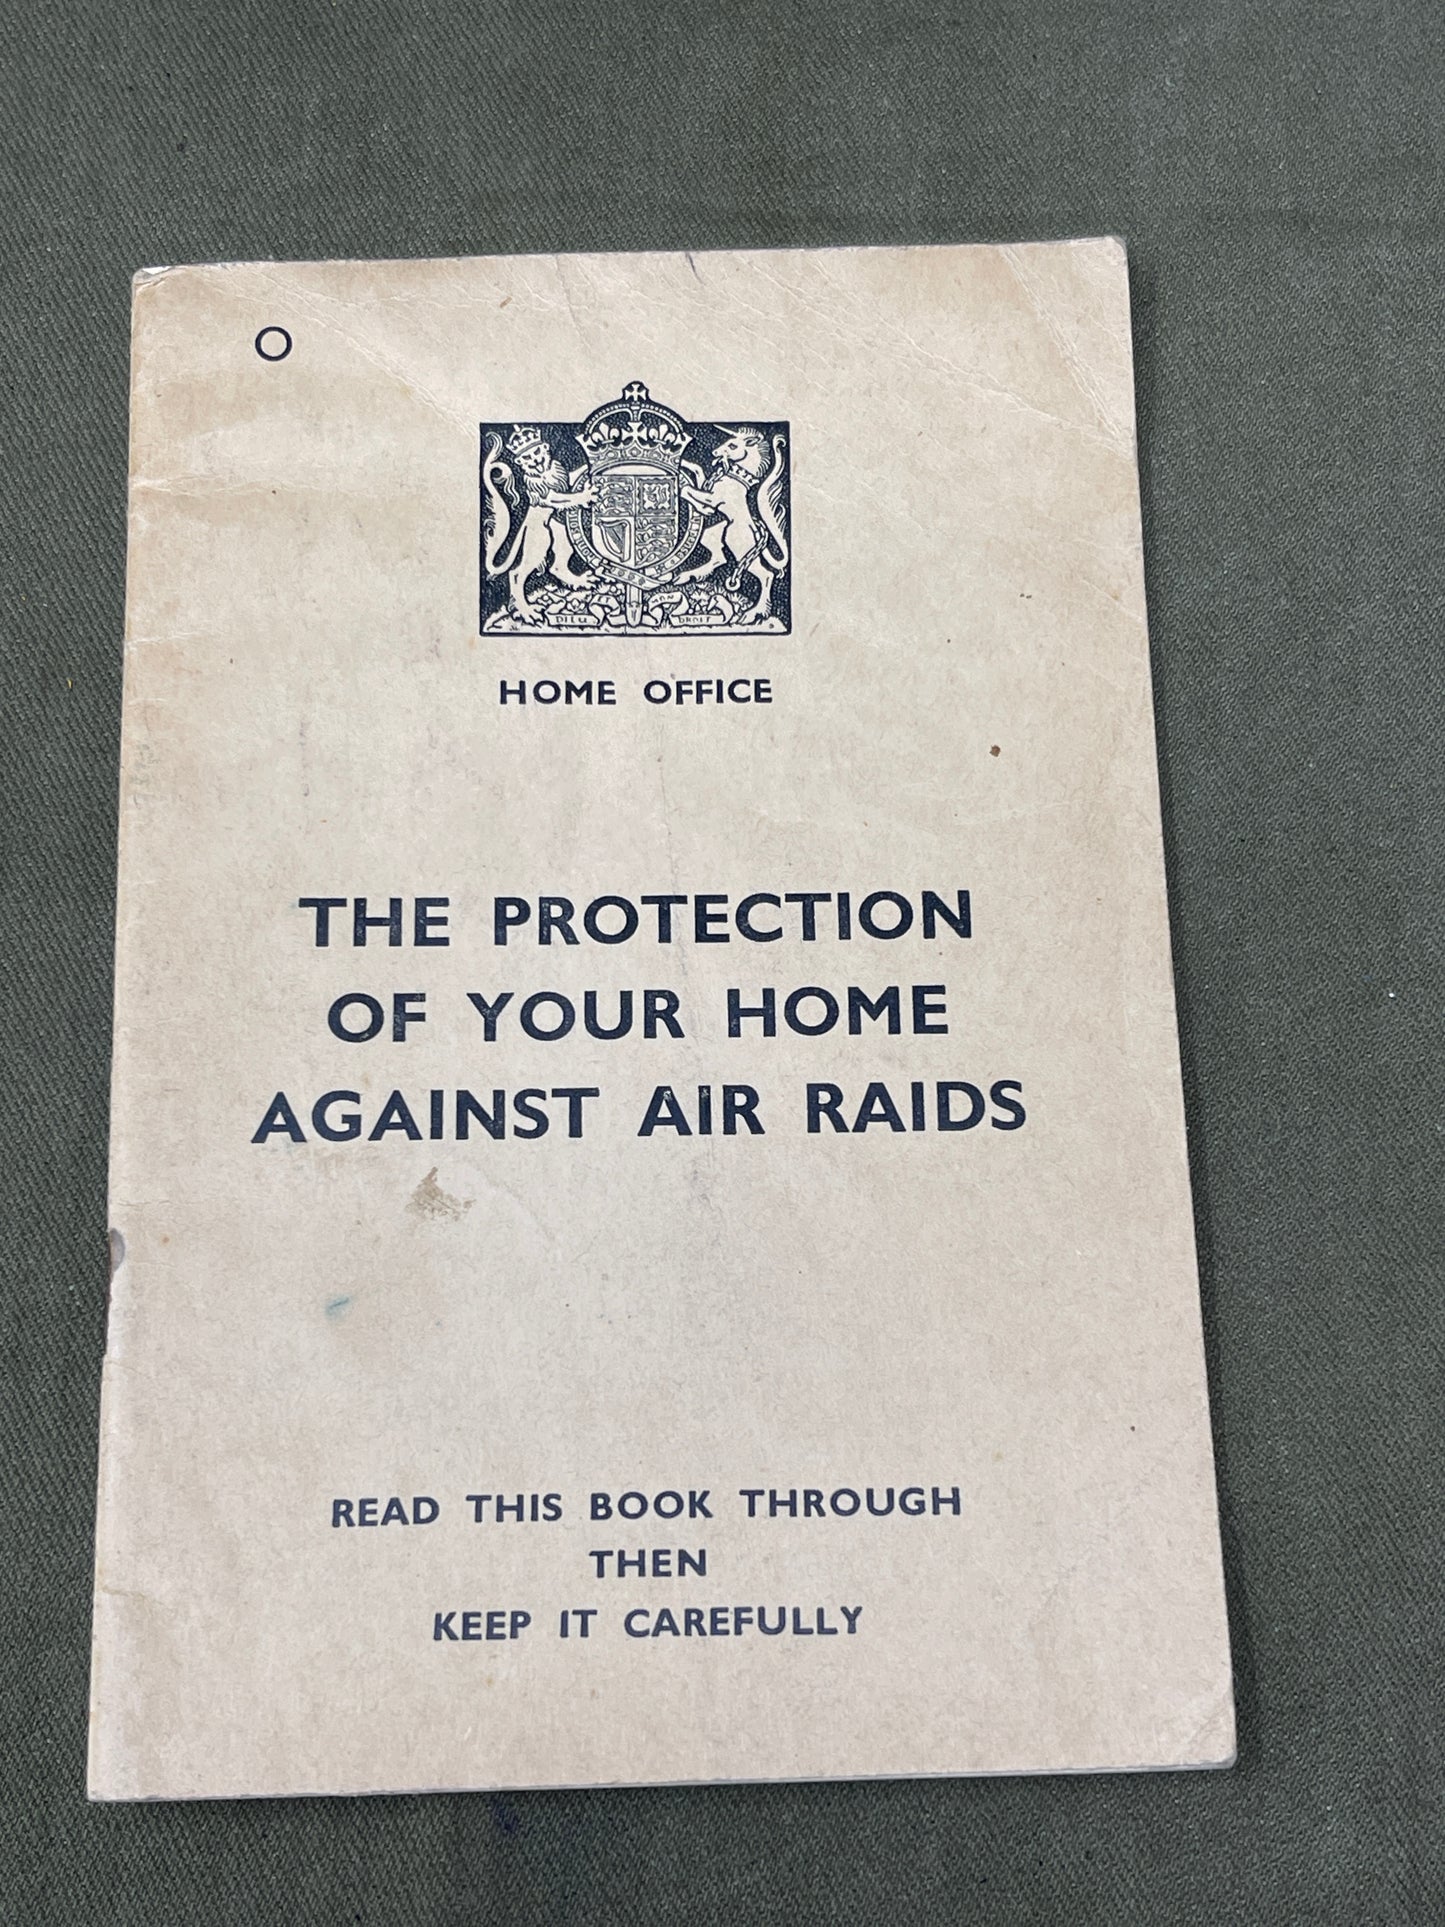 HOME OFFICE
THE PROTECTION
OF YOUR HOME
AGAINST AIR RAIDS
READ THIS BOOK THROUGH
THEN
KEEP IT CAREFULLY